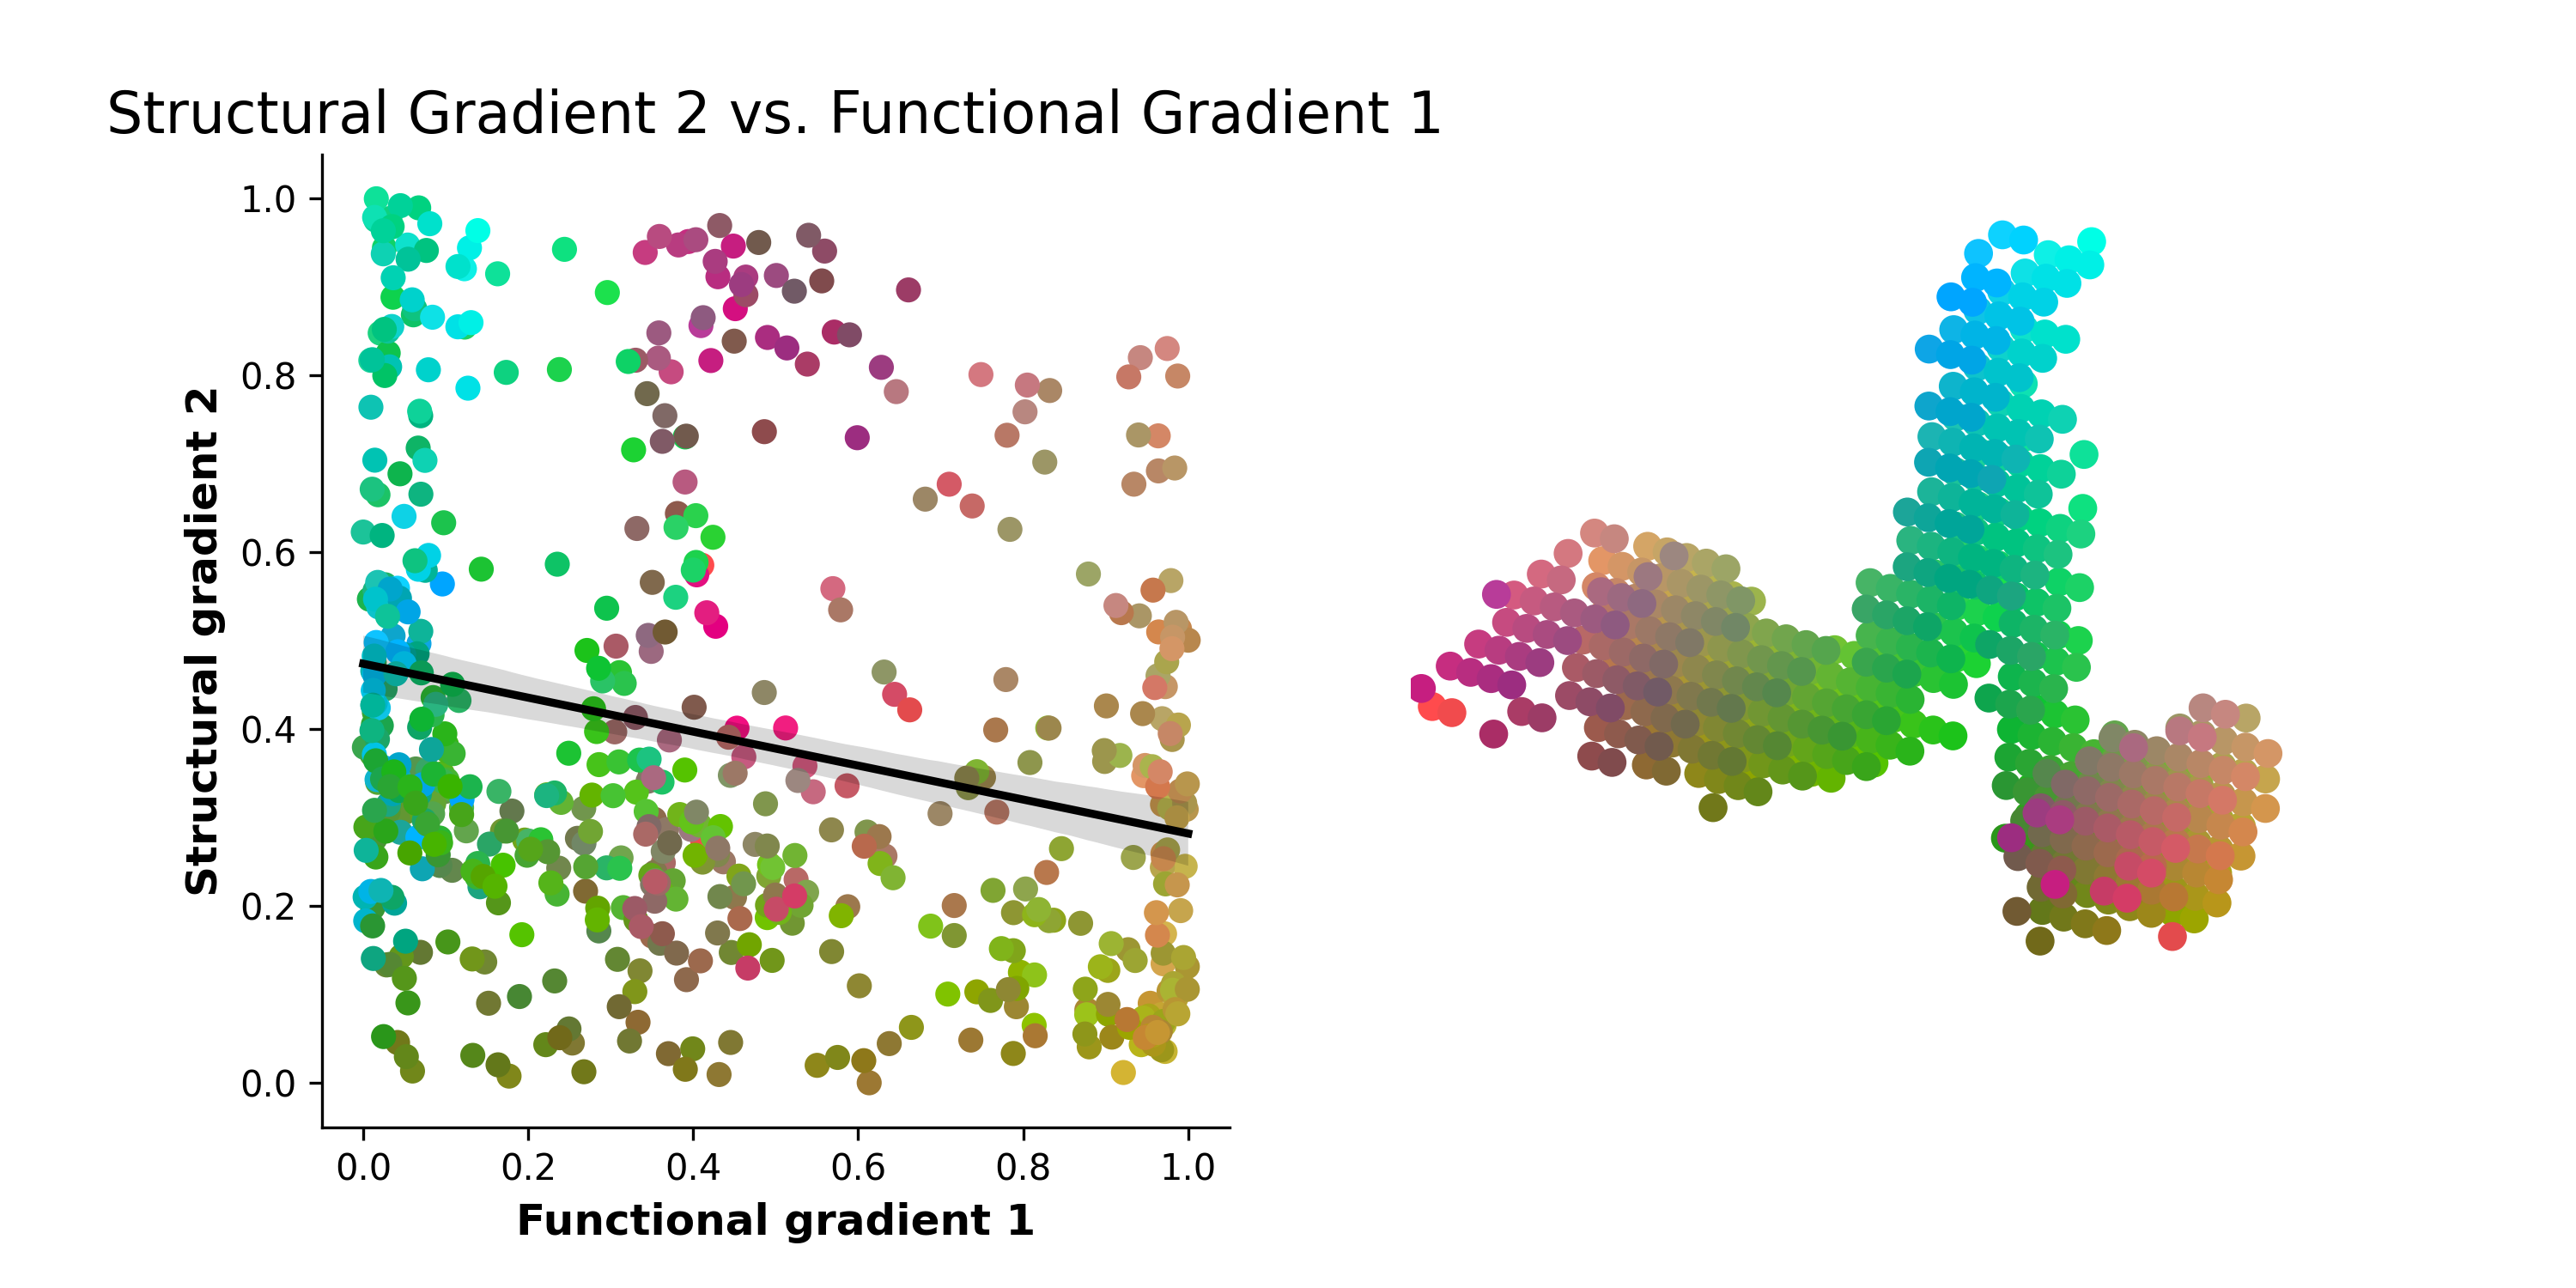 Structural Gradient 2 vs. Functional Gradient 1
Structural gradient 2
1.0
0.8
0.6
0.4
0.2
0.0
0.0 0.2 0.4 0.6 0.8 1.0
Functional gradient 1